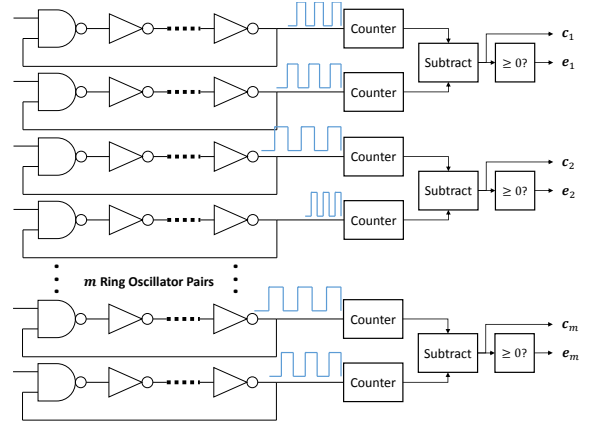 Counter
c₁
Subtract
≥ 0?
e₁
Counter
Counter
c₂
Subtract
≥ 0?
e₂
Counter
m Ring Oscillator Pairs
Counter
cₘ
Subtract
≥ 0?
eₘ
Counter